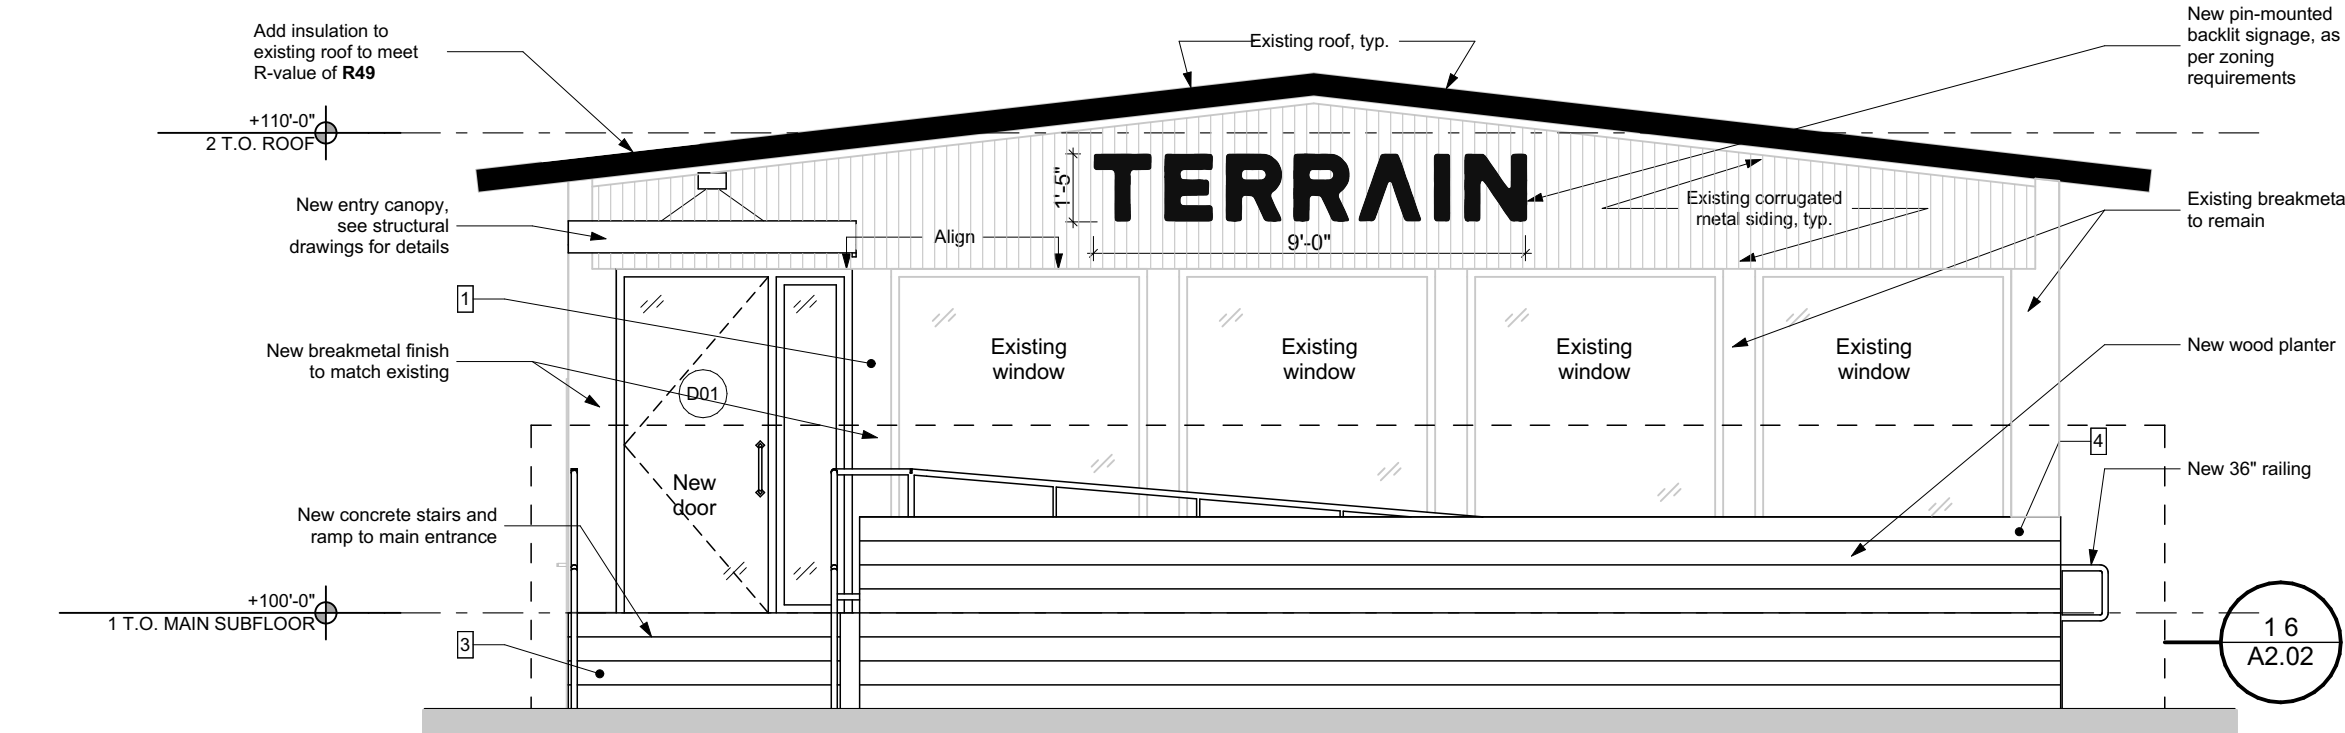 Add insulation to
existing roof to meet
R-value of R49
Existing roof, typ.
New pin-mounted
backlit signage, as
per zoning
requirements
+110'-0"
2 T.O. ROOF
TERRAIN
1'-5"
9'-0"
New entry canopy,
see structural
drawings for details
Align
Existing corrugated
metal siding, typ.
Existing breakmeta
to remain
1
New breakmetal finish
to match existing
D01
New
door
Existing
window
Existing
window
Existing
window
Existing
window
New wood planter
4
New 36" railing
New concrete stairs and
ramp to main entrance
+100'-0"
1 T.O. MAIN SUBFLOOR
3
1 6
A2.02